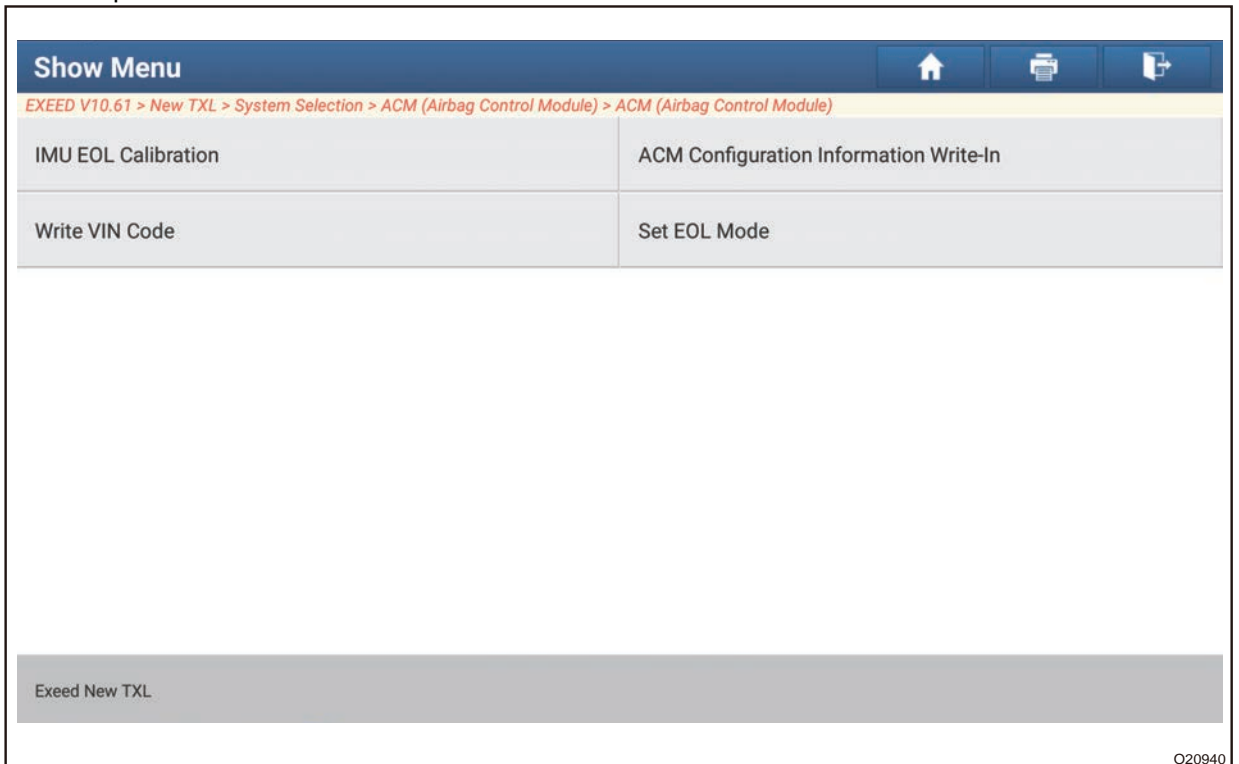 Show Menu
EXEED V10.61 > New TXL > System Selection > ACM (Airbag Control Module) > ACM (Airbag Control Module)
IMU EOL Calibration
ACM Configuration Information Write-In
Write VIN Code
Set EOL Mode
Exeed New TXL
O20940